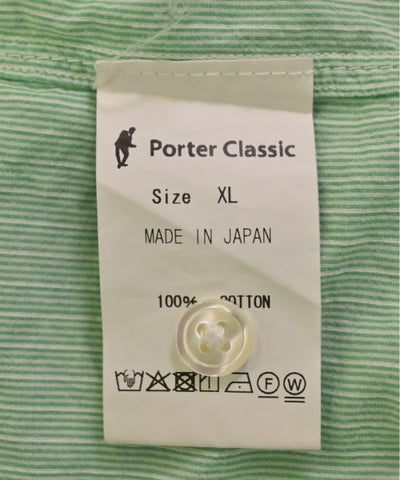 Porter Classic
Size XL
MADE IN JAPAN
100% COTTON
F W